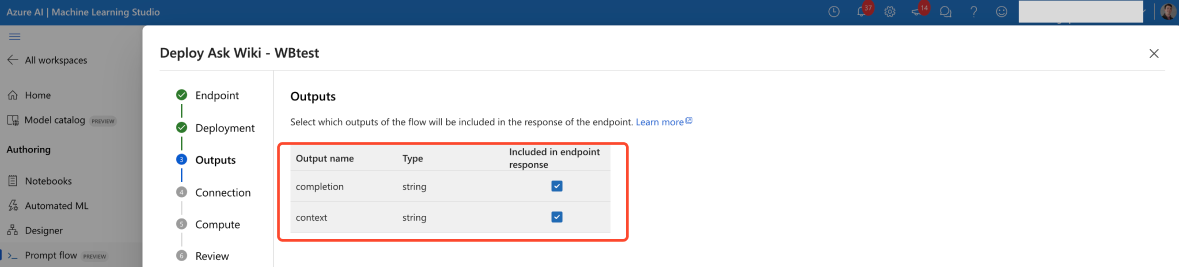 Azure AI | Machine Learning Studio
37
14
All workspaces
Home
Model catalog PREVIEW
Authoring
Notebooks
Automated ML
Designer
Prompt flow PREVIEW
Deploy Ask Wiki - WBtest
Endpoint
Deployment
3 Outputs
4 Connection
5 Compute
6 Review
Outputs
Select which outputs of the flow will be included in the response of the endpoint. Learn more
Output name Type Included in endpoint
response
completion string
context string